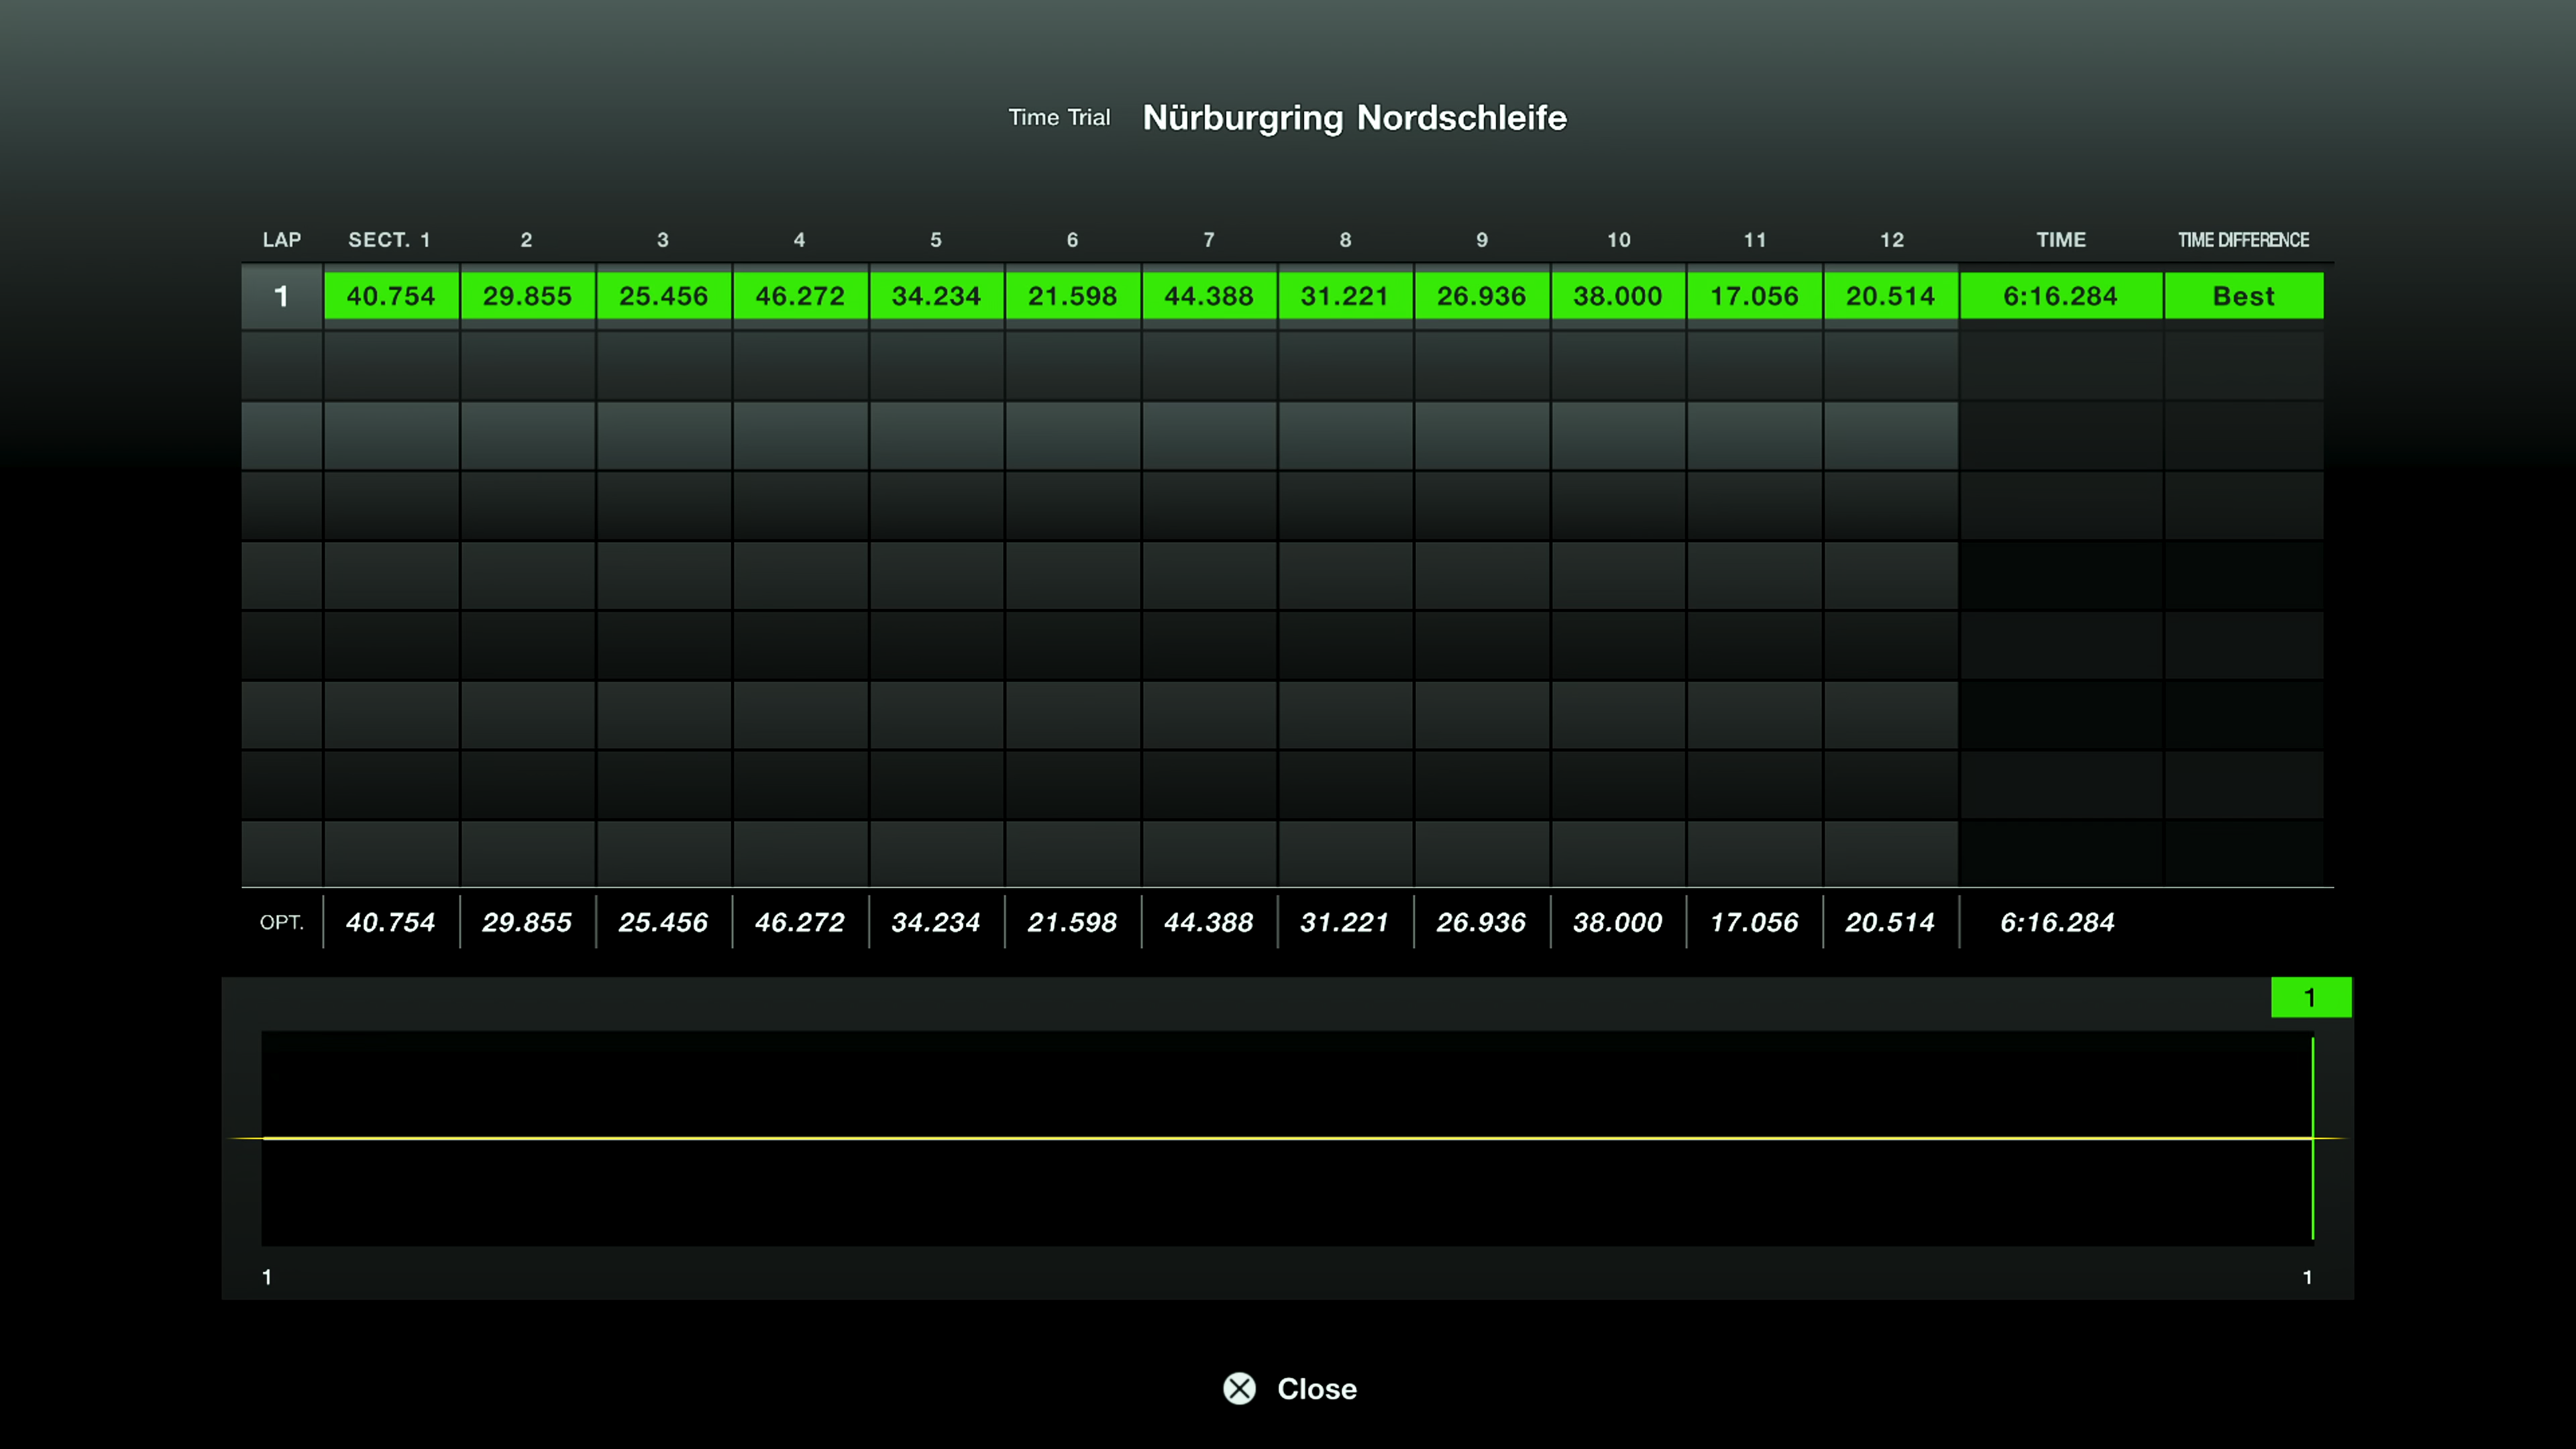 Time Trial Nürburgring Nordschleife
LAP SECT. 1 2 3 4 5 6 7 8 9 10 11 12 TIME TIME DIFFERENCE
1 40.754 29.855 25.456 46.272 34.234 21.598 44.388 31.221 26.936 38.000 17.056 20.514 6:16.284 Best
OPT. 40.754 29.855 25.456 46.272 34.234 21.598 44.388 31.221 26.936 38.000 17.056 20.514 6:16.284
1
1 1
Close